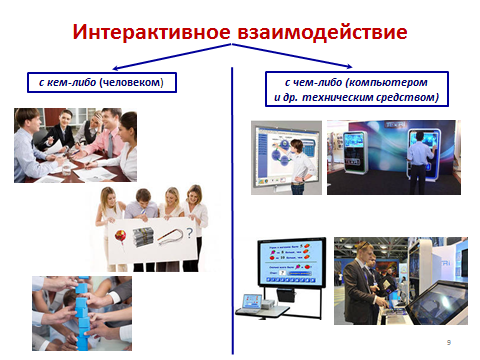 Интерактивное взаимодействие
с кем-либо (человеком)
с чем-либо (компьютером
и др. техническим средством)
?
9